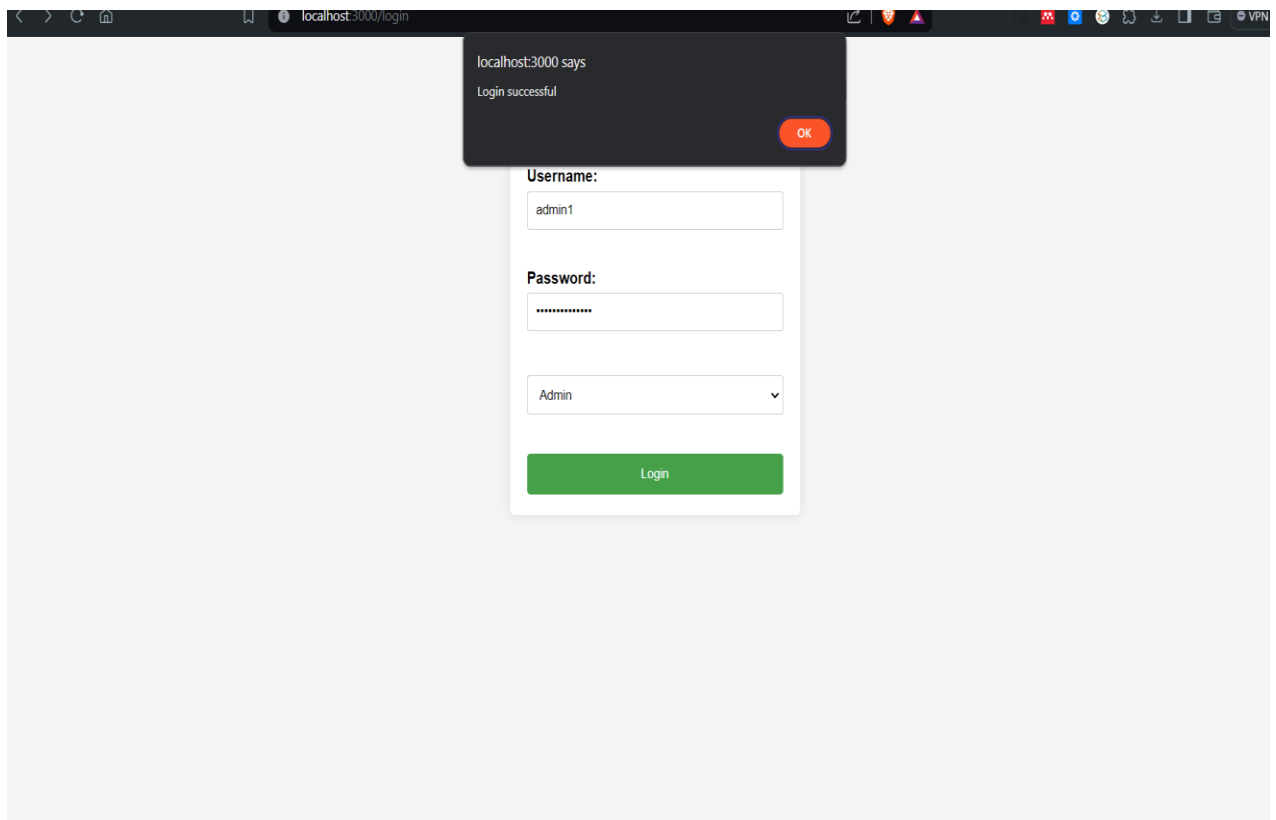 localhost:3000/login
VPN
localhost:3000 says
Login successful
OK
Username:
admin1
Password:
••••••••••••••
Admin
Login